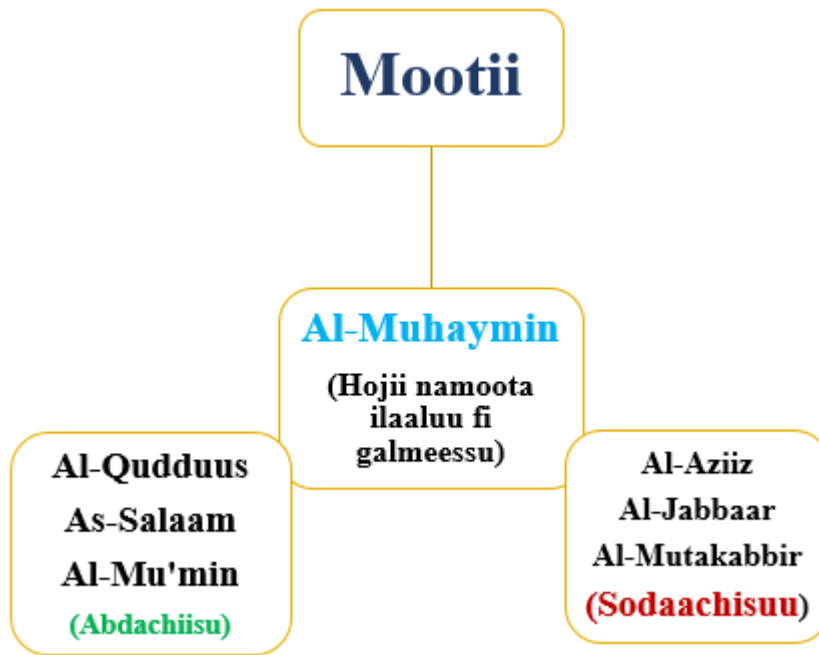 Mootii
Al-Muhaymin
(Hojii namoota
ilaaluu fi
galmeessu)
Al-Qudduus
As-Salaam
Al-Mu'min
(Abdachiisu)
Al-Aziiz
Al-Jabbaar
Al-Mutakabbir
(Sodaachisuu)